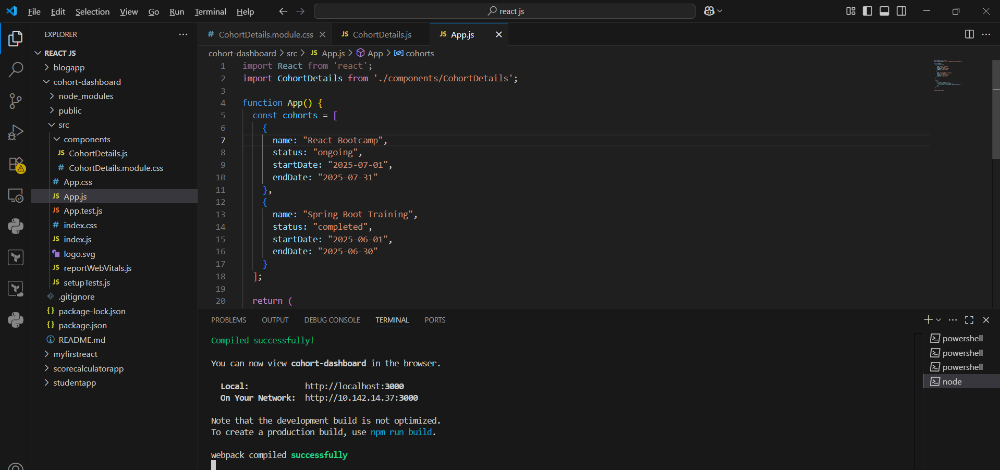 File Edit Selection View Go Run Terminal Help
react js
EXPLORER
REACT JS
blogapp
cohort-dashboard
node_modules
public
src
components
JS CohortDetails.js
# CohortDetails.module.css
# App.css
JS App.js
JS App.test.js
# index.css
JS index.js
logo.svg
JS reportWebVitals.js
JS setupTests.js
.gitignore
{} package-lock.json
{} package.json
README.md
myfirstreact
scorecalculatorapp
studentapp
# CohortDetails.module.css JS CohortDetails.js JS App.js
cohort-dashboard > src > JS App.js > App > cohorts
1 import React from 'react';
2 import CohortDetails from './components/CohortDetails';
3
4 function App() {
5 const cohorts = [
6 {
7 name: "React Bootcamp",
8 status: "ongoing",
9 startDate: "2025-07-01",
10 endDate: "2025-07-31"
11 },
12 {
13 name: "Spring Boot Training",
14 status: "completed",
15 startDate: "2025-06-01",
16 endDate: "2025-06-30"
17 }
18 ];
19
20 return (
PROBLEMS OUTPUT DEBUG CONSOLE TERMINAL PORTS
Compiled successfully!
You can now view cohort-dashboard in the browser.
Local: http://localhost:3000
On Your Network: http://10.142.14.37:3000
Note that the development build is not optimized.
To create a production build, use npm run build.
webpack compiled successfully
powershell
powershell
powershell
node